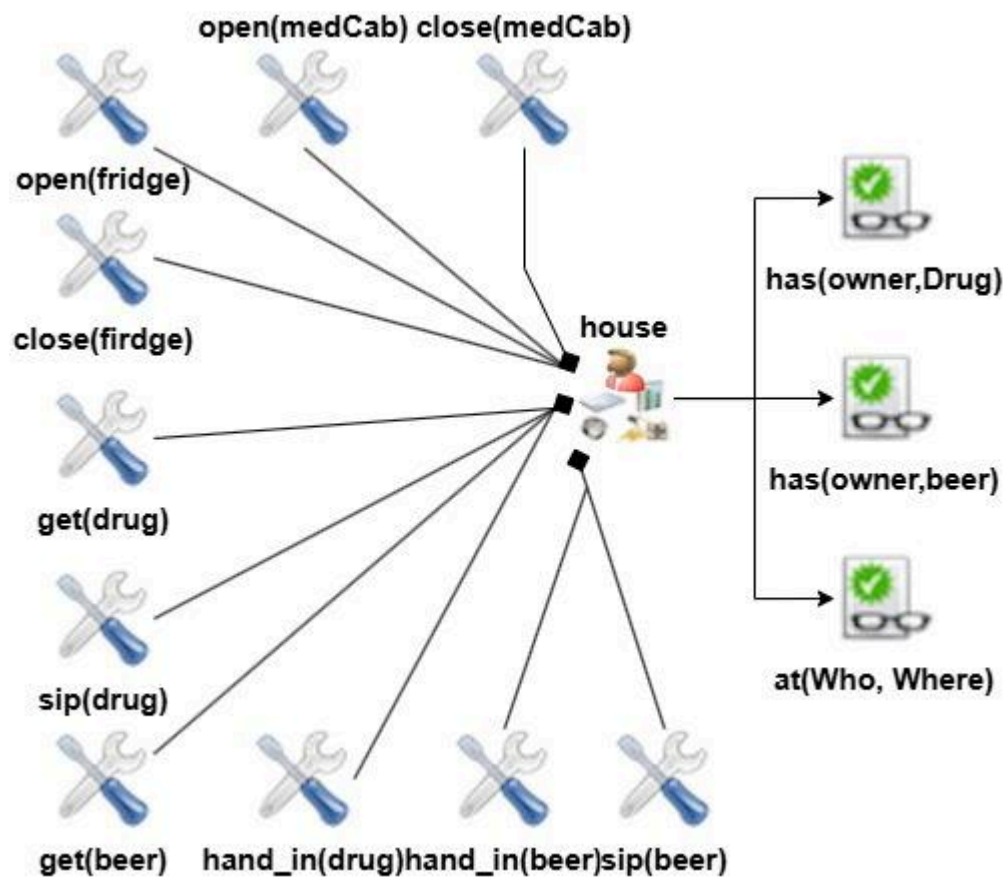 open(medCab) close(medCab)
open(fridge)
close(firdge)
house
has(owner,Drug)
get(drug)
has(owner,beer)
sip(drug)
at(Who, Where)
get(beer)
hand_in(drug)hand_in(beer)sip(beer)